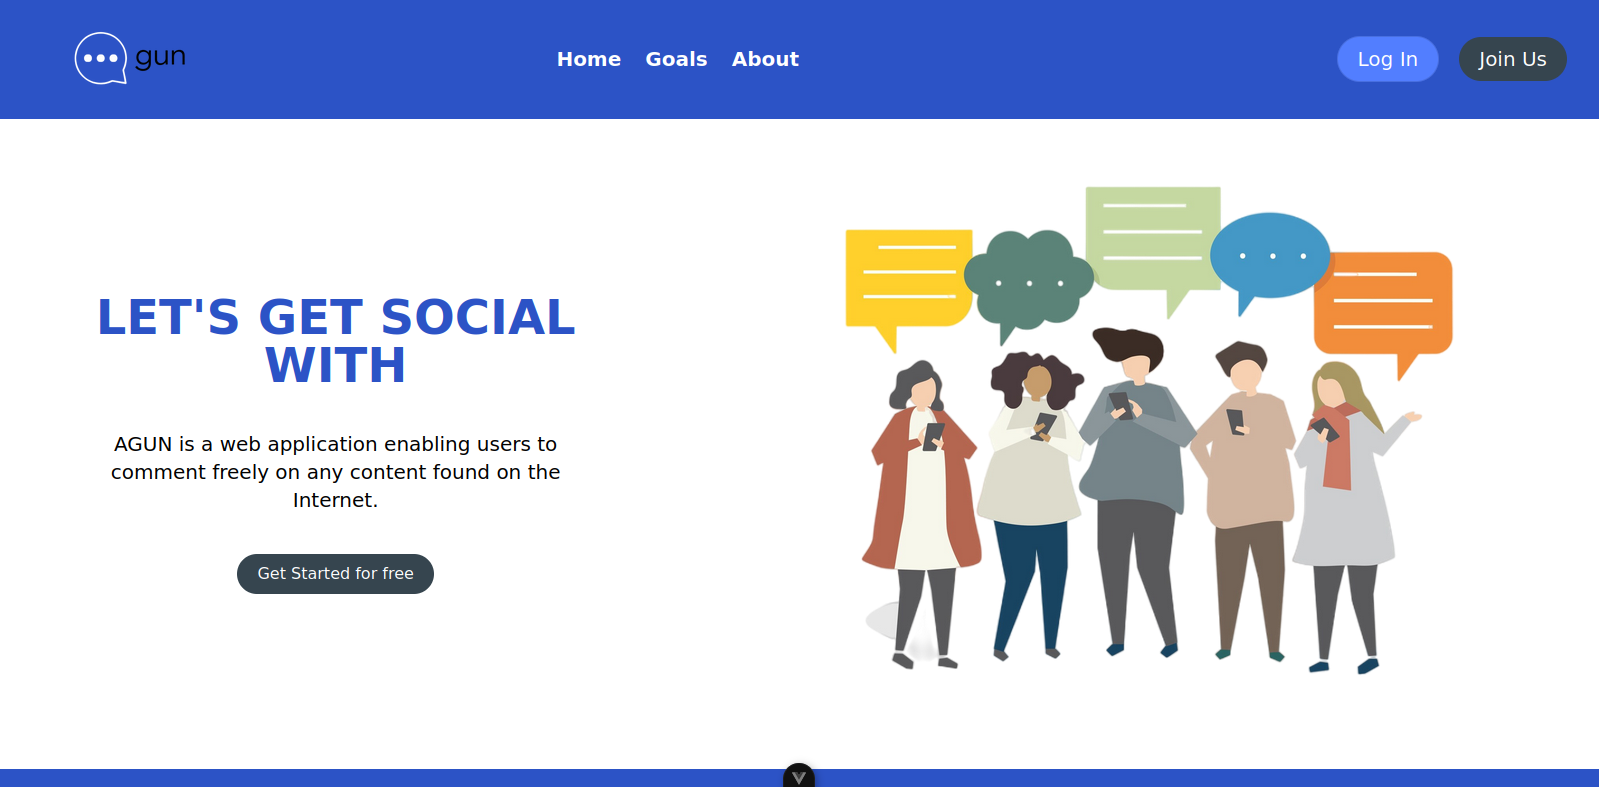 gun
Home Goals About
Log In Join Us
LET'S GET SOCIAL
WITH
AGUN is a web application enabling users to
comment freely on any content found on the
Internet.
Get Started for free